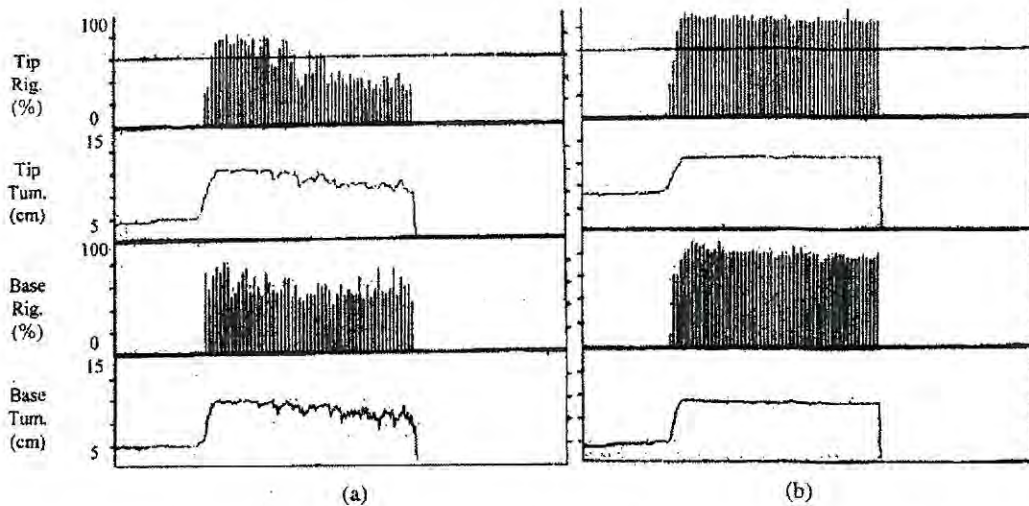 100
Tip
Rig.
(%)
0
15
Tip
Tum.
(cm)
5
100
Base
Rig.
(%)
0
15
Base
Tum.
(cm)
5
(a)
(b)